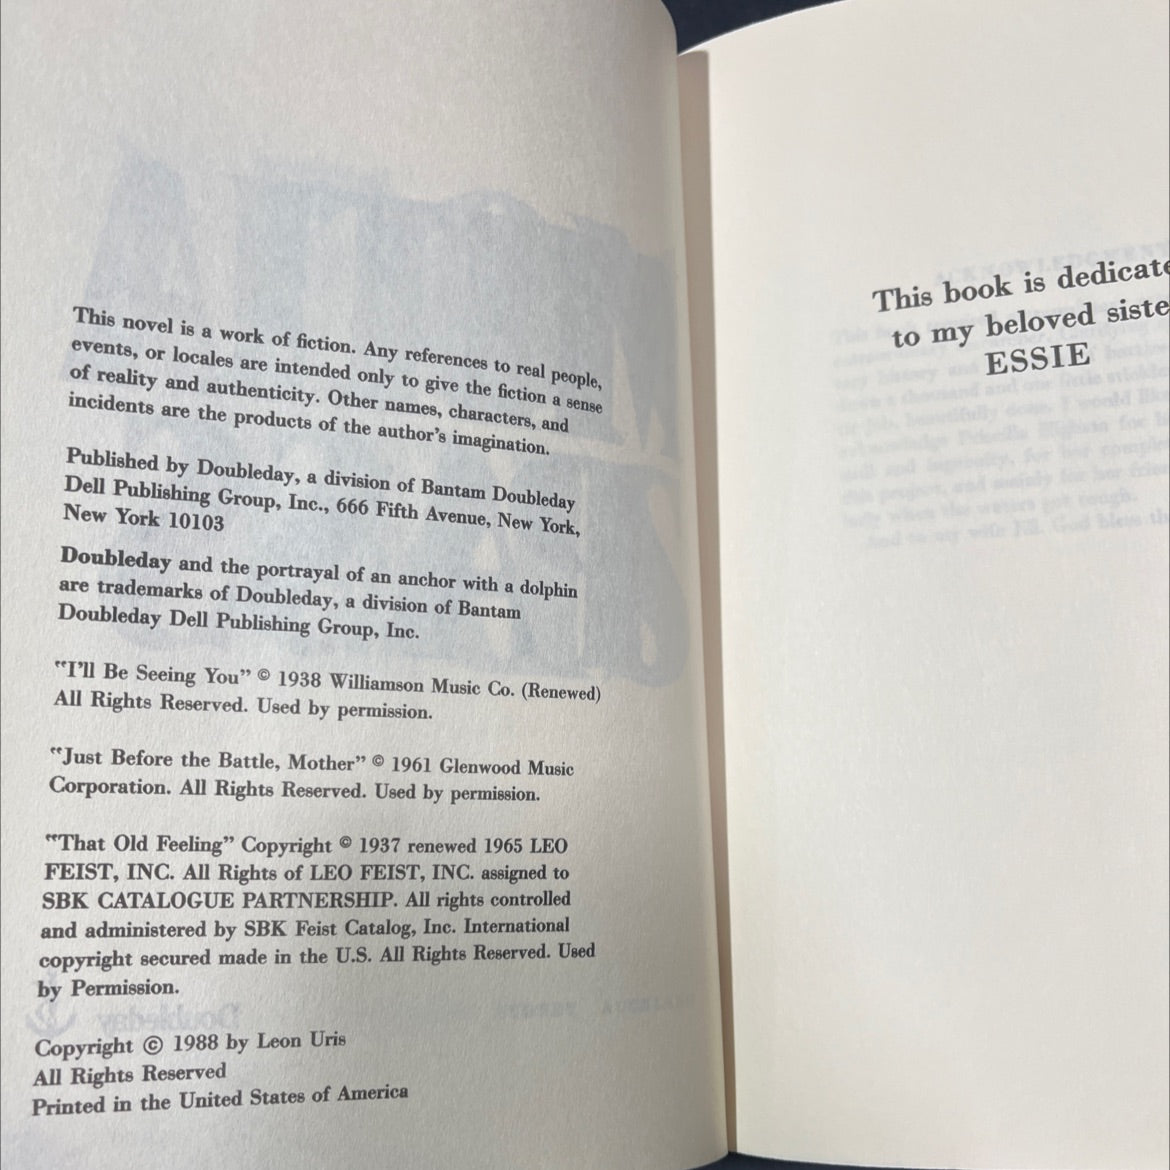 This novel is a work of fiction. Any references to real people,
events, or locales are intended only to give the fiction a sense
of reality and authenticity. Other names, characters, and
incidents are the products of the author's imagination.
Published by Doubleday, a division of Bantam Doubleday
Dell Publishing Group, Inc., 666 Fifth Avenue, New York,
New York 10103
Doubleday and the portrayal of an anchor with a dolphin
are trademarks of Doubleday, a division of Bantam
Doubleday Dell Publishing Group, Inc.
"I'll Be Seeing You" © 1938 Williamson Music Co. (Renewed)
All Rights Reserved. Used by permission.
"Just Before the Battle, Mother" © 1961 Glenwood Music
Corporation. All Rights Reserved. Used by permission.
"That Old Feeling" Copyright © 1937 renewed 1965 LEO
FEIST, INC. All Rights of LEO FEIST, INC. assigned to
SBK CATALOGUE PARTNERSHIP. All rights controlled
and administered by SBK Feist Catalog, Inc. International
copyright secured made in the U.S. All Rights Reserved. Used
by Permission.
Copyright © 1988 by Leon Uris
All Rights Reserved
Printed in the United States of America
This book is dedicate
to my beloved siste
ESSIE